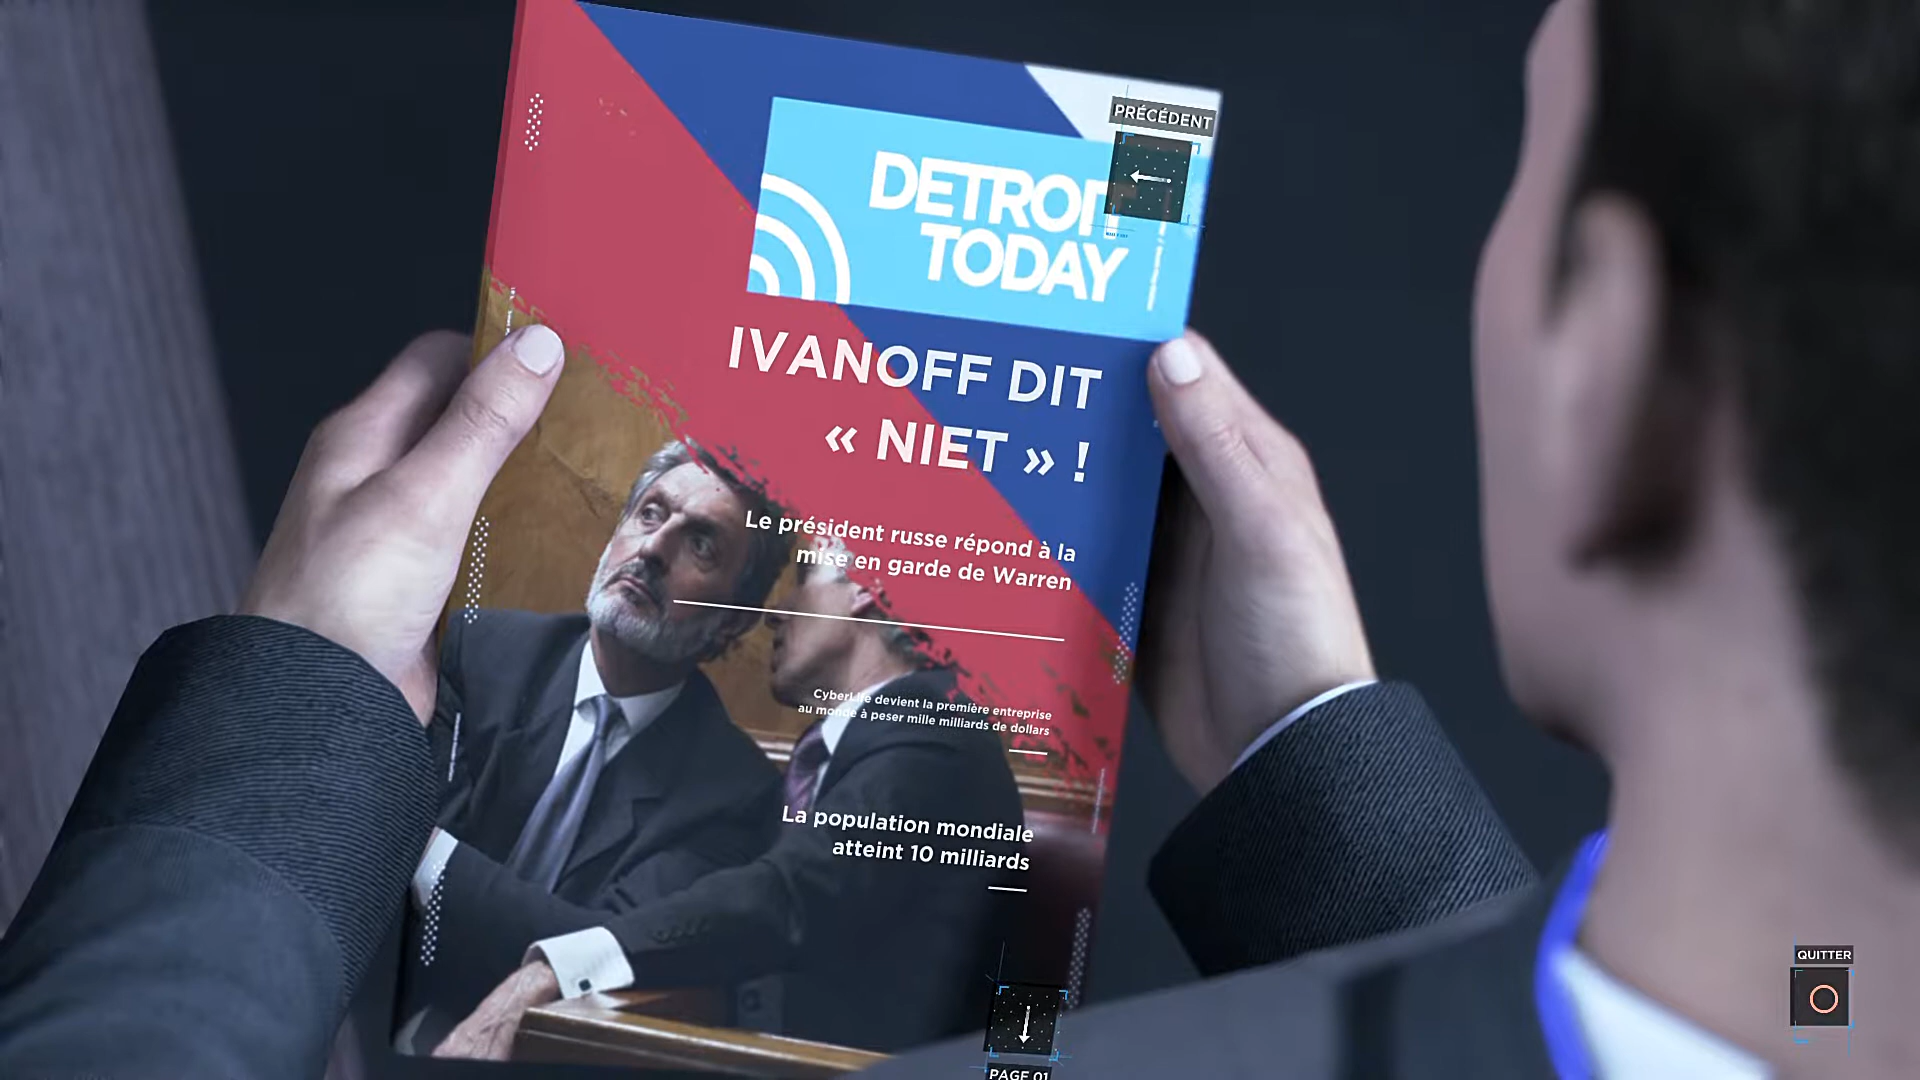 PRÉCÉDENT
DETROIT
TODAY
IVANOFF DIT
« NIET » !
Le président russe répond à la
mise en garde de Warren
CyberLife devient la première entreprise
au monde à peser mille milliards de dollars
La population mondiale
atteint 10 milliards
QUITTER
PAGE 01